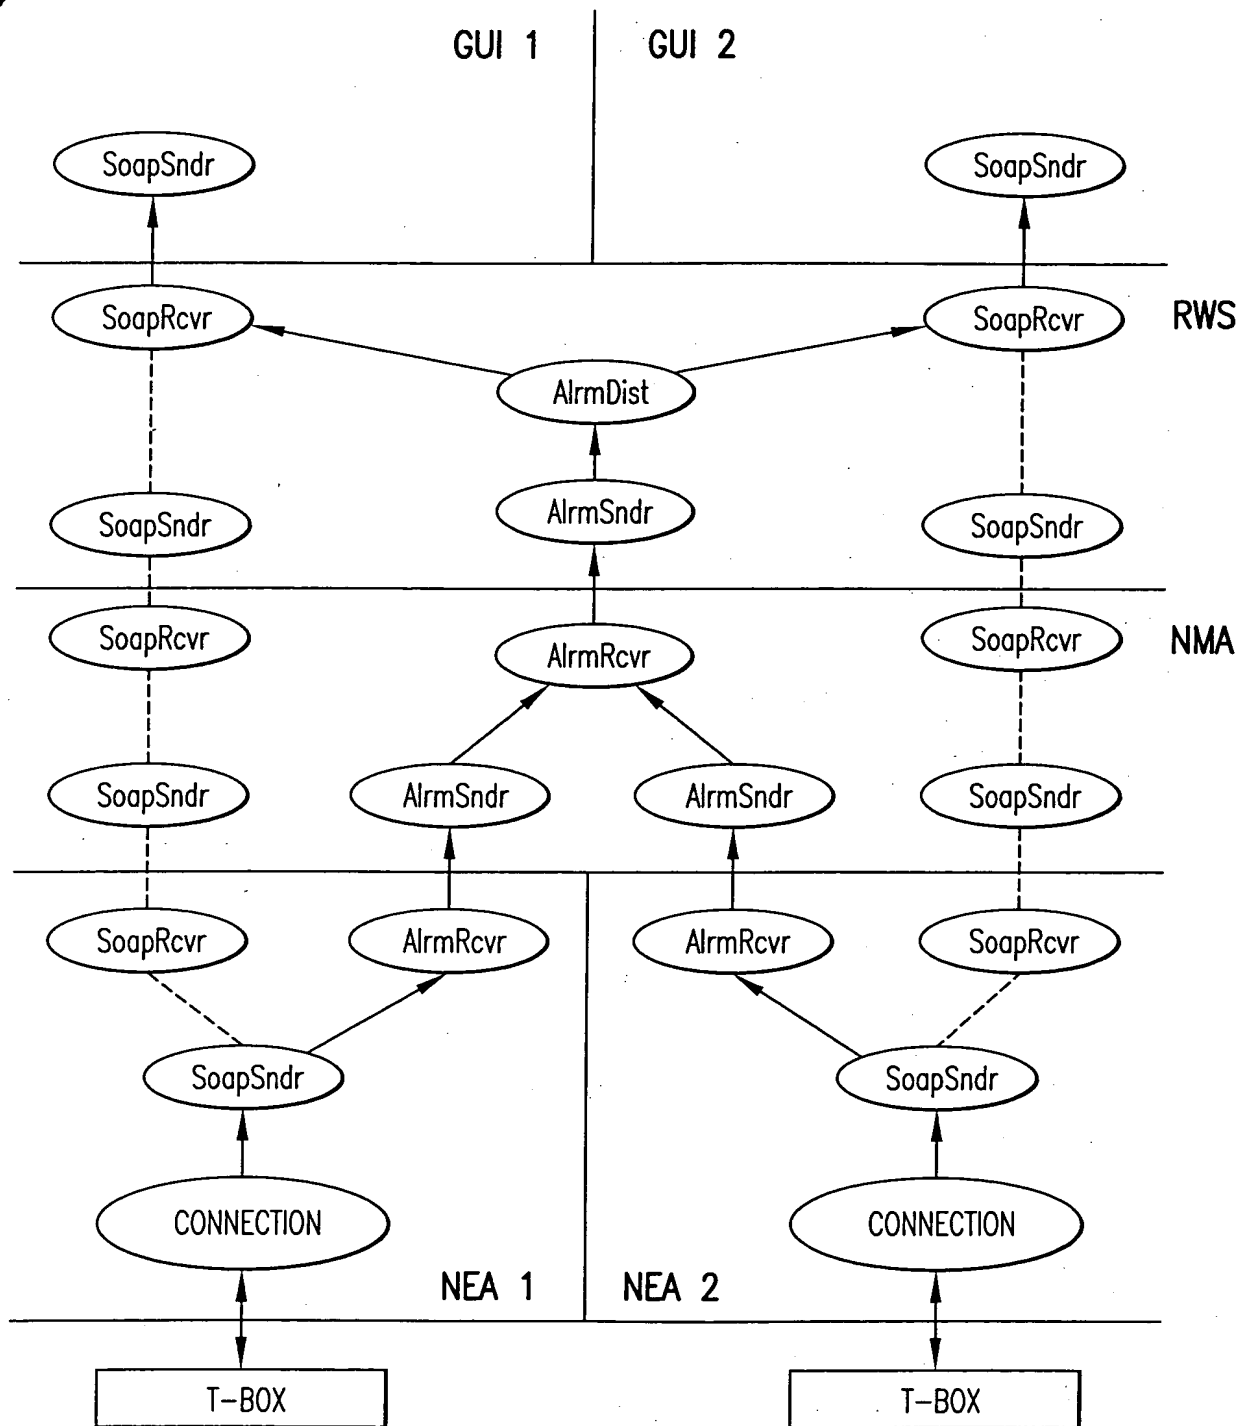 GUI 1 GUI 2
SoapSndr SoapSndr
SoapRcvr SoapRcvr RWS
AlrmDist
SoapSndr AlrmSndr SoapSndr
SoapRcvr AlrmRcvr SoapRcvr NMA
SoapSndr AlrmSndr AlrmSndr SoapSndr
SoapRcvr AlrmRcvr AlrmRcvr SoapRcvr
SoapSndr SoapSndr
CONNECTION CONNECTION
NEA 1 NEA 2
T-BOX T-BOX